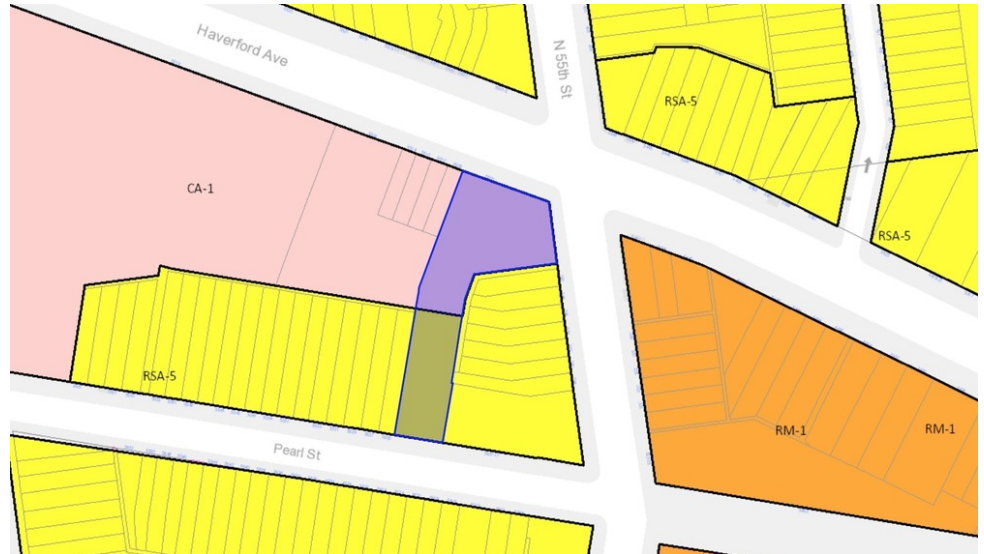 Haverford Ave
N 55th St
RSA-5
CA-1
RSA-5
RSA-5
RM-1
RM-1
Pearl St